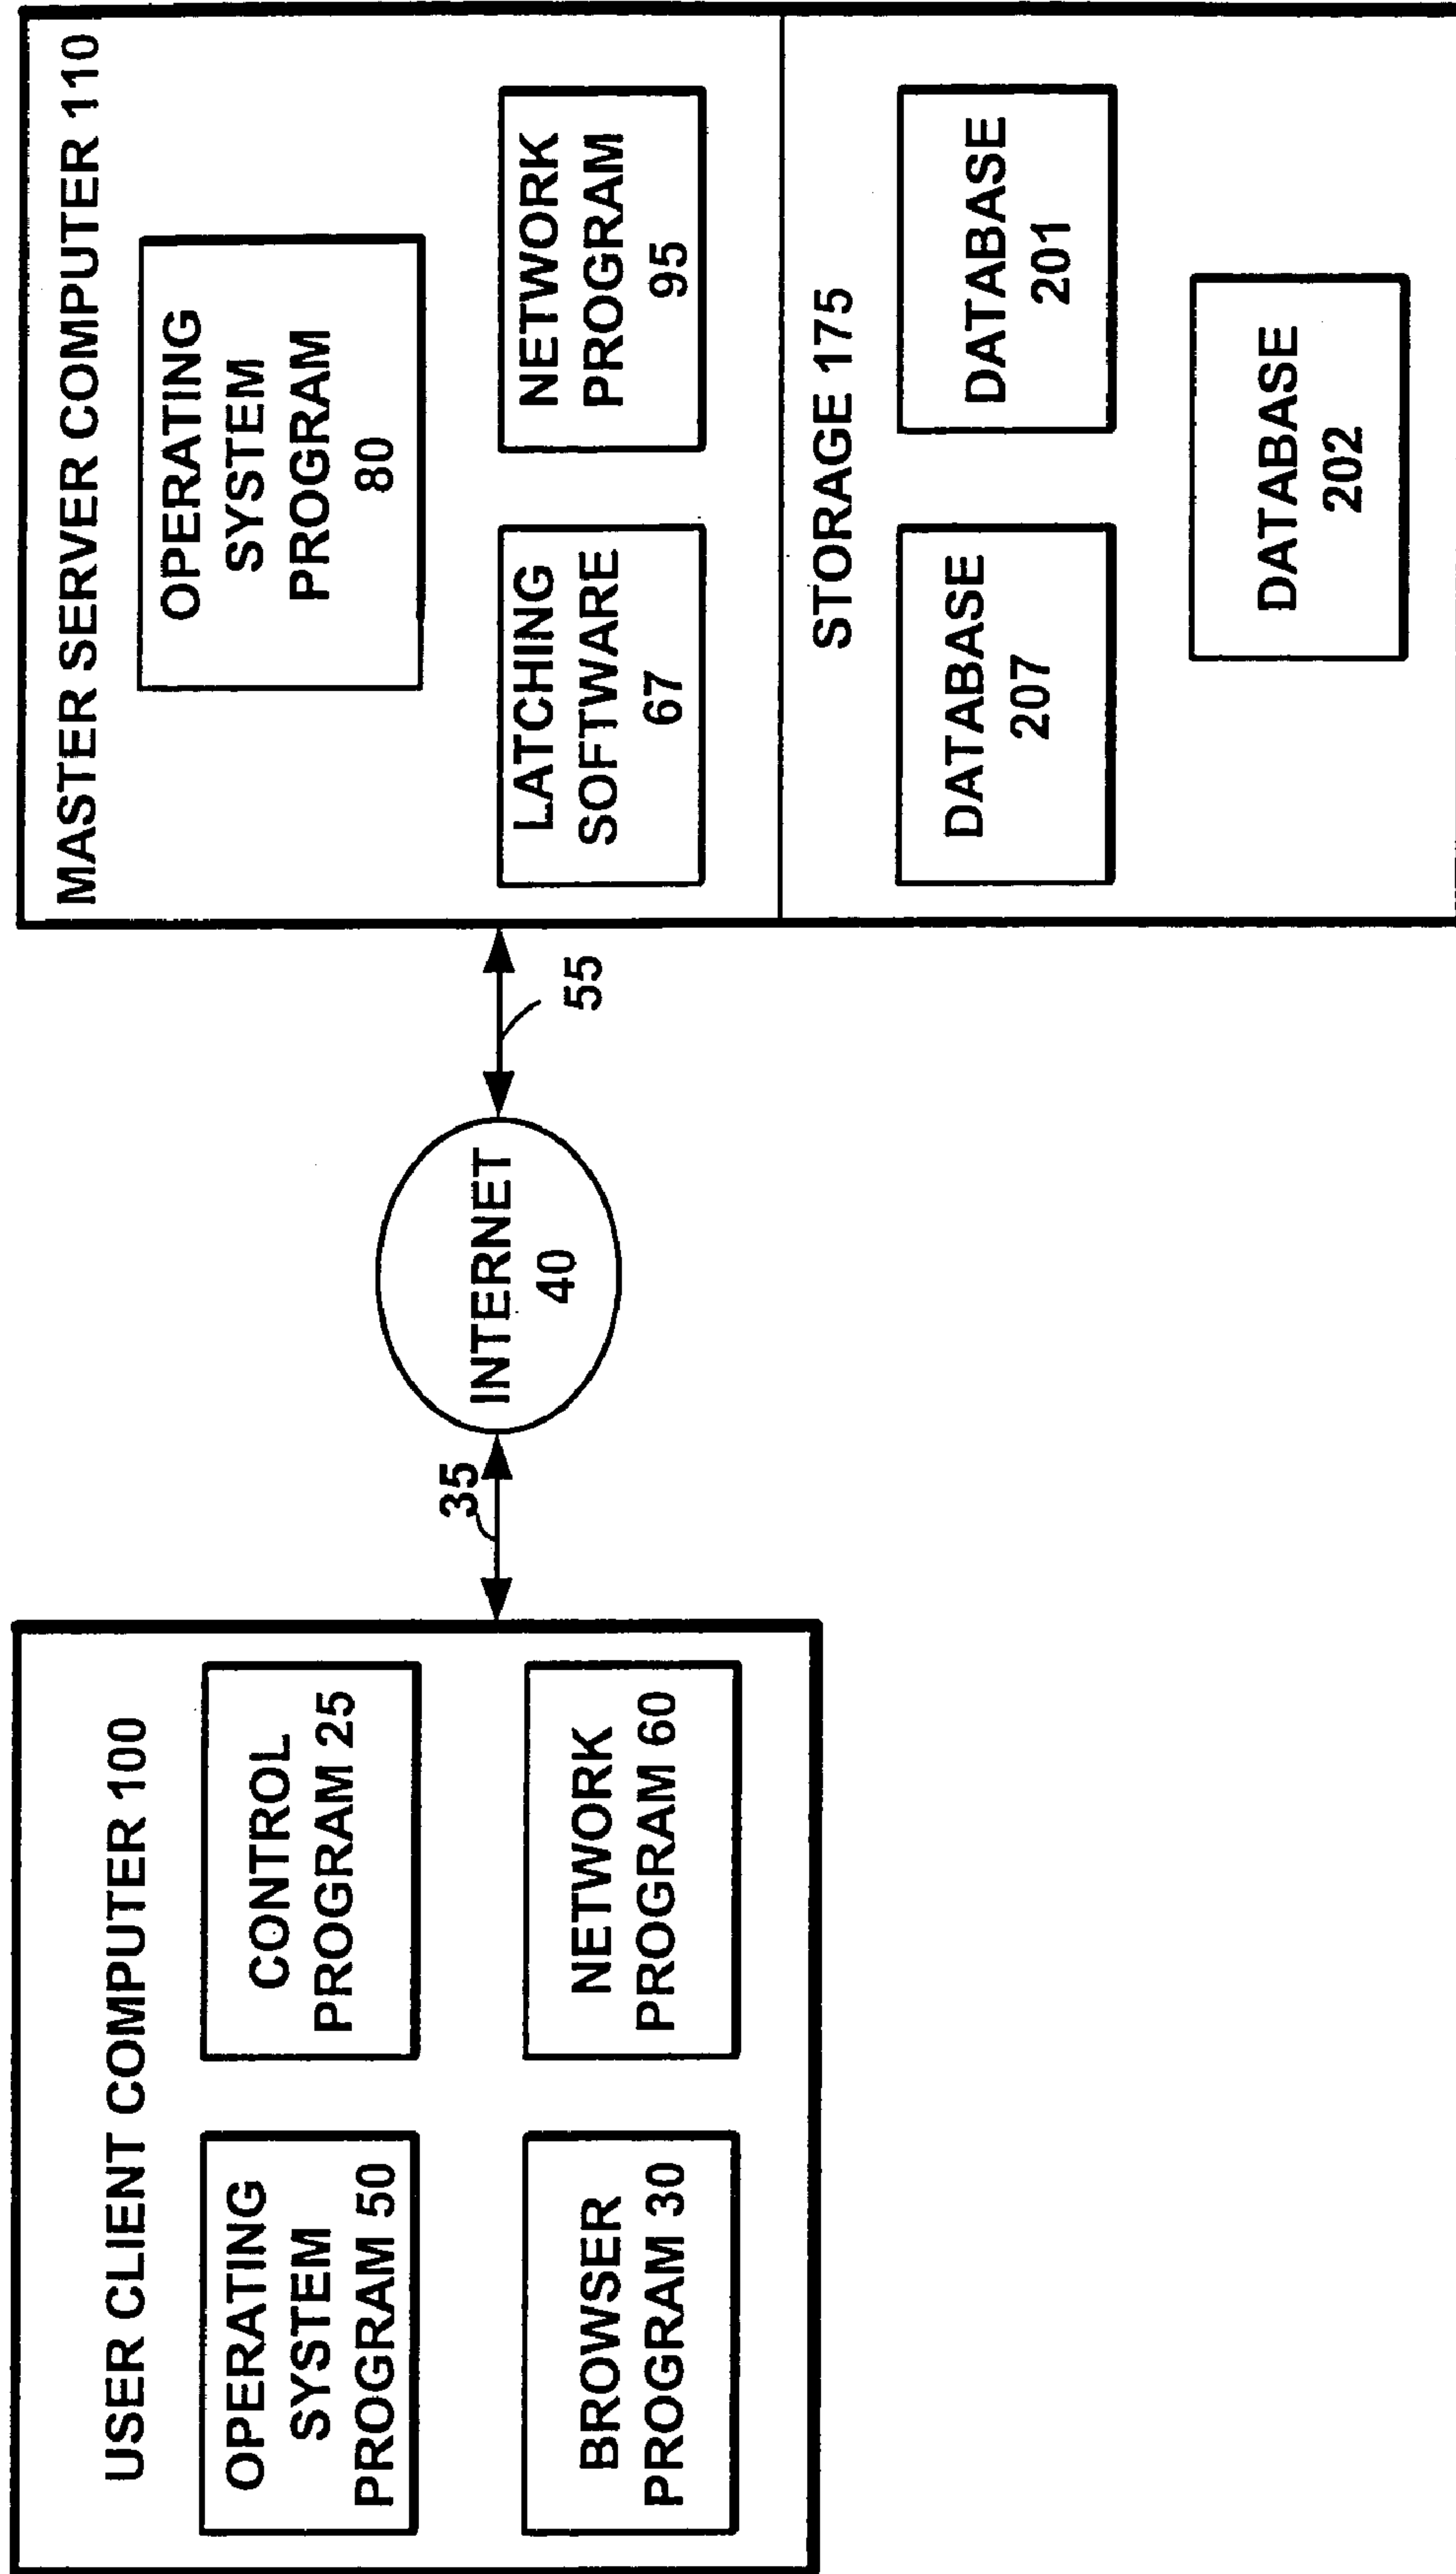 USER CLIENT COMPUTER 100
OPERATING
SYSTEM
PROGRAM 50
CONTROL
PROGRAM 25
BROWSER
PROGRAM 30
NETWORK
PROGRAM 60
35
INTERNET
40
55
MASTER SERVER COMPUTER 110
OPERATING
SYSTEM
PROGRAM
80
LATCHING
SOFTWARE
67
NETWORK
PROGRAM
95
STORAGE 175
DATABASE
207
DATABASE
201
DATABASE
202